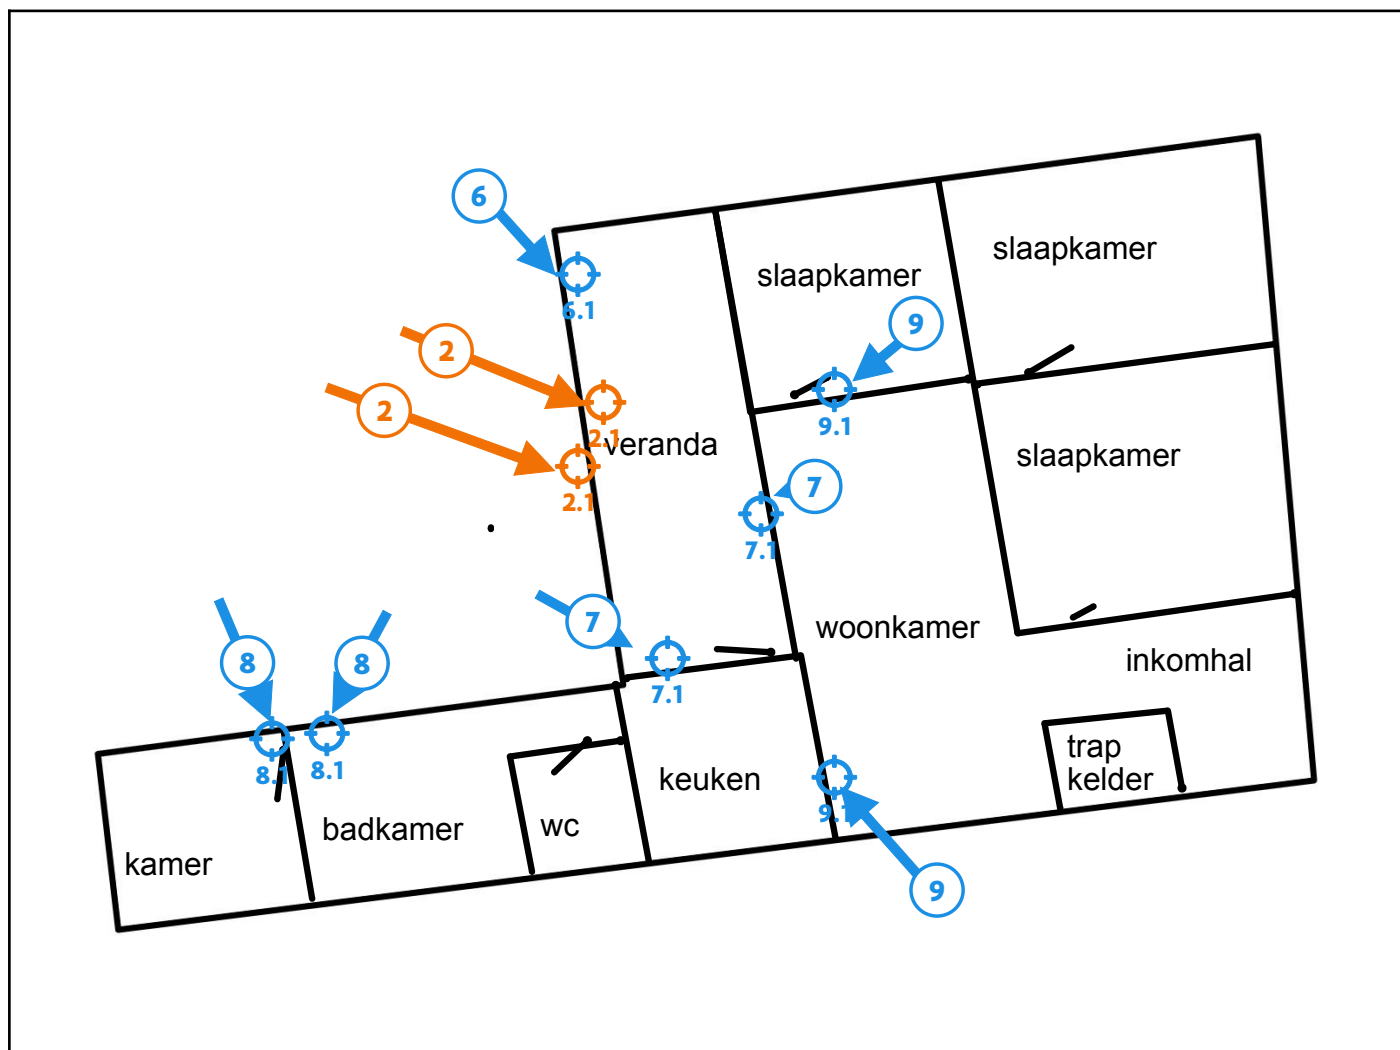 6
6.1
slaapkamer
slaapkamer
2
2
2.1
2.1
veranda
9
9.1
slaapkamer
7
7.1
7
7.1
woonkamer
inkomhal
8
8
8.1
8.1
keuken
9.1
trap
kelder
badkamer
wc
kamer
9